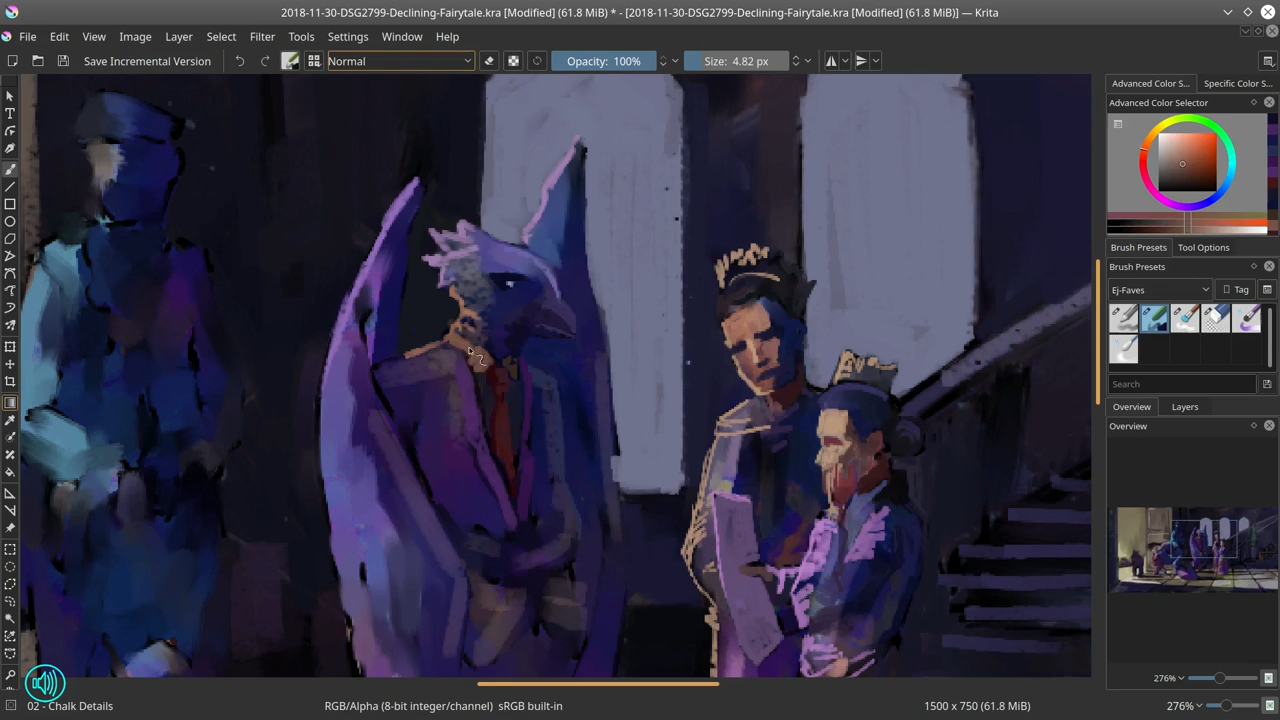 2018-11-30-DSG2799-Declining-Fairytale.kra [Modified] (61.8 MiB) * - [2018-11-30-DSG2799-Declining-Fairytale.kra [Modified] (61.8 MiB)] — Krita
File Edit View Image Layer Select Filter Tools Settings Window Help
Save Incremental Version Normal Opacity: 100% Size: 4.82 px
Advanced Color S... Specific Color S...
Advanced Color Selector
Brush Presets Tool Options
Brush Presets
Ej-Faves Tag
Search
Overview Layers
Overview
276%
02 - Chalk Details RGB/Alpha (8-bit integer/channel) sRGB built-in 1500 x 750 (61.8 MiB) 276%